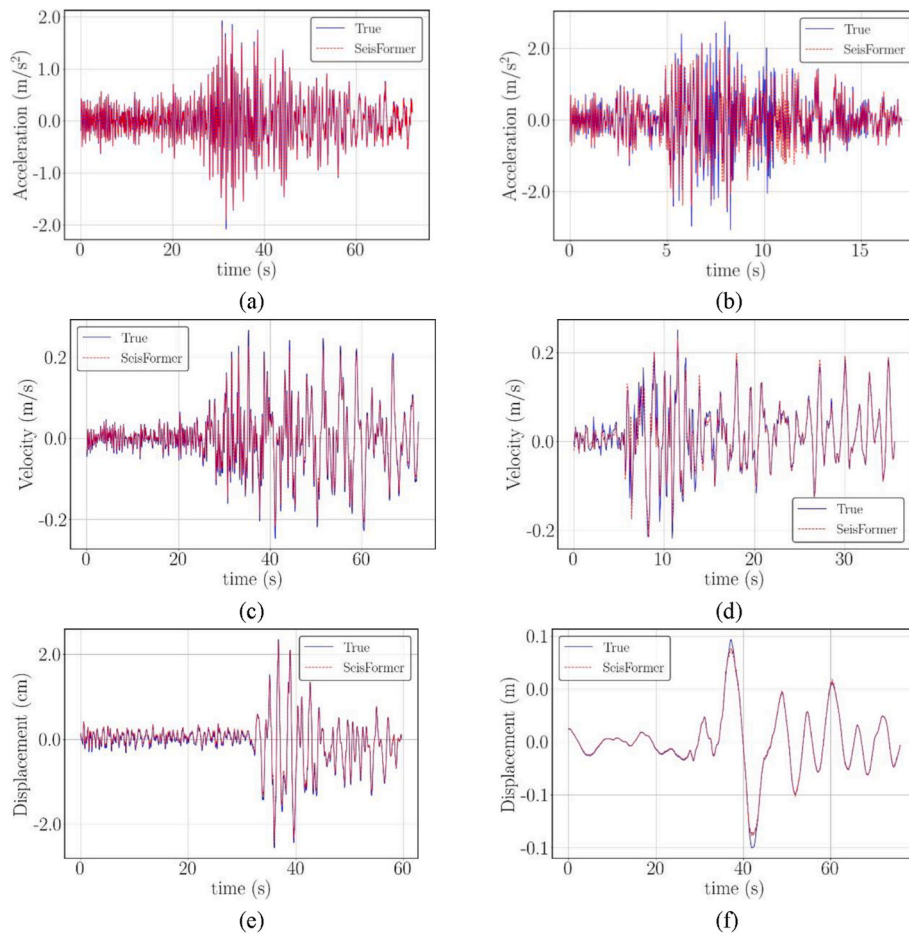 2.0
1.0
0.0
-1.0
-2.0
Acceleration (m/s²)
True
SeisFormer
0 20 40 60
time (s)
(a)
2.0
0.0
-2.0
Acceleration (m/s²)
True
SeisFormer
0 5 10 15
time (s)
(b)
0.2
0.0
-0.2
Velocity (m/s)
True
SeisFormer
0 20 40 60
time (s)
(c)
0.2
0.0
-0.2
Velocity (m/s)
True
SeisFormer
0 10 20 30
time (s)
(d)
2.0
0.0
-2.0
Displacement (cm)
True
SeisFormer
0 20 40 60
time (s)
(e)
0.1
0.0
0.0
-0.1
-0.1
Displacement (m)
True
SeisFormer
0 20 40 60
time (s)
(f)